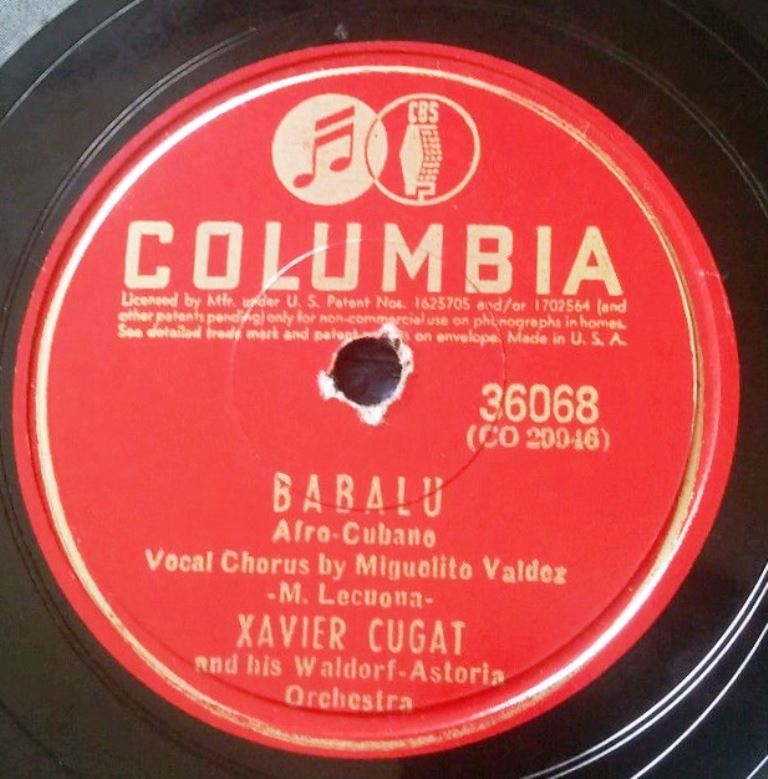 CBS
COLUMBIA
Licensed by Mfr. under U. S. Patent Nos. 1625705 and/or 1702564 (and
other patents pending) only for non-commercial use on phonographs in homes.
See detailed trade mark and patent on envelope. Made in U. S. A.
36068
(CO 29946)
BABALU
Afro-Cubano
Vocal Chorus by Miguelito Valdez
-M. Lecuona-
XAVIER CUGAT
and his Waldorf-Astoria
Orchestra